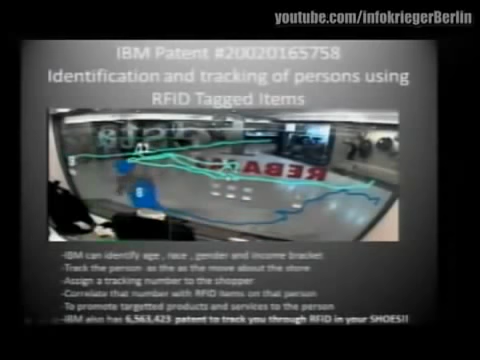 youtube.com/infokriegerBerlin
IBM Patent #20020165758
Identification and tracking of persons using
RFID Tagged Items
REBA
-IBM can identify age , race , gender and income bracket
-Track the person as the as the move about the store
-Assign a tracking number to the shopper
-Correlate that number with RFID items on that person
-To promote targetted products and services to the person
-IBM also has 6,563,423 patent to track you through RFID in your SHOES!!